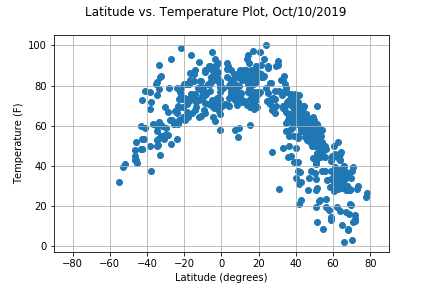 Latitude vs. Temperature Plot, Oct/10/2019
100
80
60
40
20
0
Temperature (F)
−80 −60 −40 −20 0 20 40 60 80
Latitude (degrees)